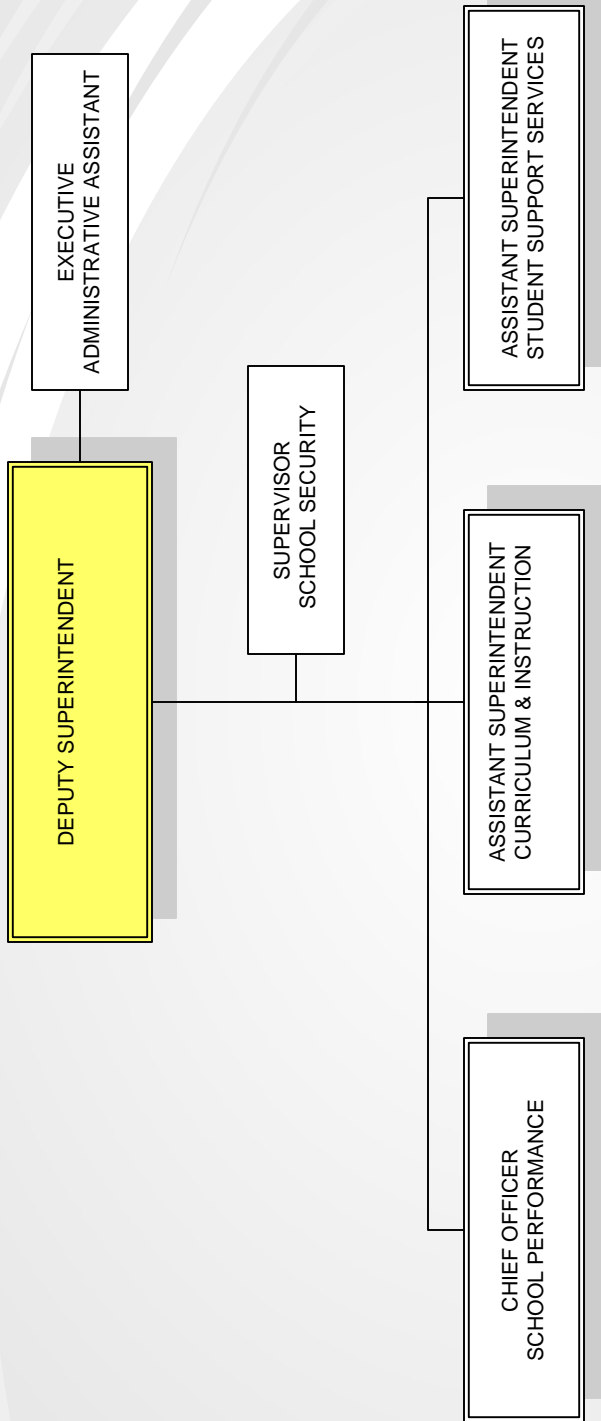 DEPUTY SUPERINTENDENT
EXECUTIVE
ADMINISTRATIVE ASSISTANT
SUPERVISOR
SCHOOL SECURITY
CHIEF OFFICER
SCHOOL PERFORMANCE
ASSISTANT SUPERINTENDENT
CURRICULUM & INSTRUCTION
ASSISTANT SUPERINTENDENT
STUDENT SUPPORT SERVICES